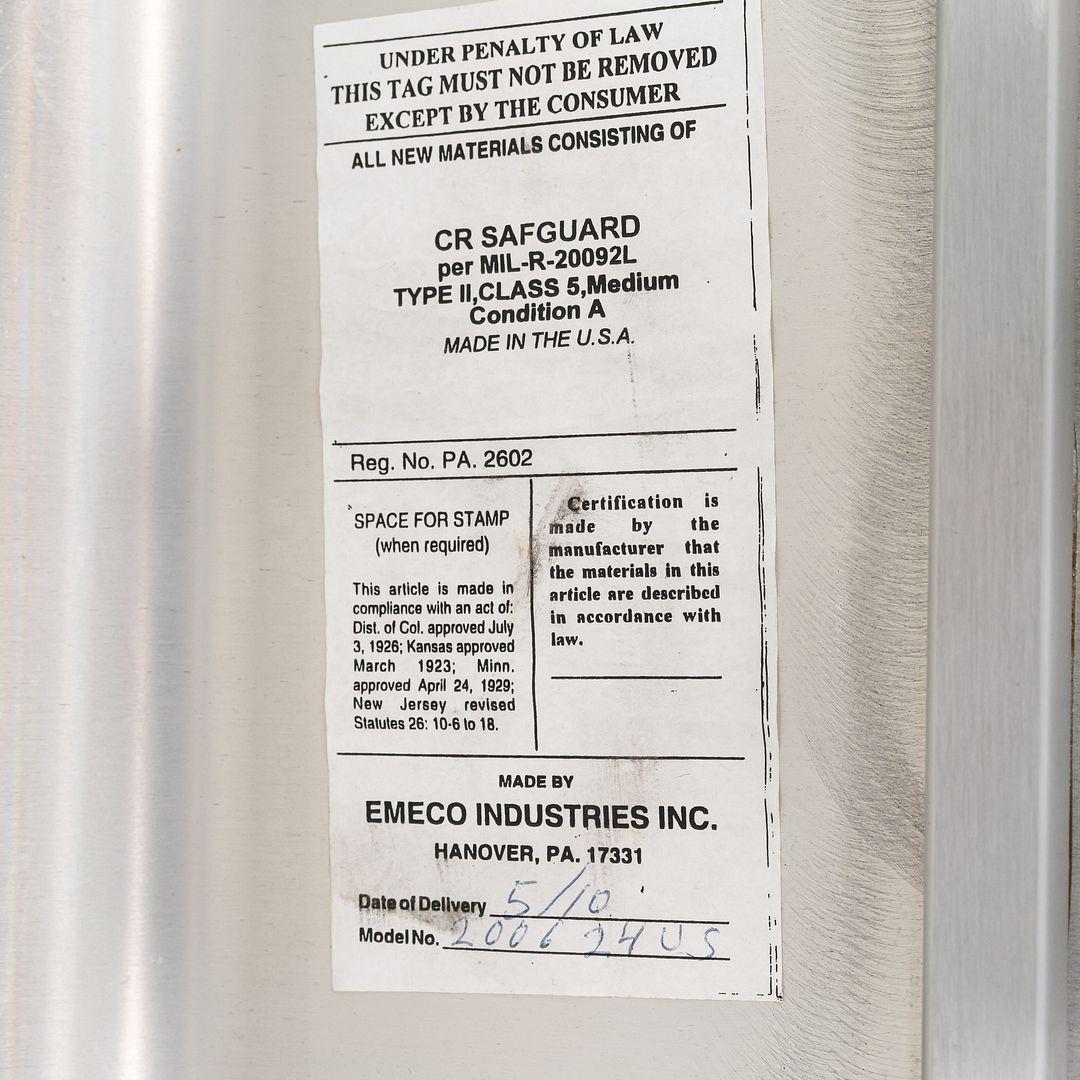 UNDER PENALTY OF LAW
THIS TAG MUST NOT BE REMOVED
EXCEPT BY THE CONSUMER
ALL NEW MATERIALS CONSISTING OF
CR SAFGUARD
per MIL-R-20092L
TYPE II,CLASS 5,Medium
Condition A
MADE IN THE U.S.A.
Reg. No. PA. 2602
SPACE FOR STAMP
(when required)
This article is made in
compliance with an act of:
Dist. of Col. approved July
3, 1926; Kansas approved
March 1923; Minn.
approved April 24, 1929;
New Jersey revised
Statutes 26: 10-6 to 18.
Certification is
made by the
manufacturer that
the materials in this
article are described
in accordance with
law.
MADE BY
EMECO INDUSTRIES INC.
HANOVER, PA. 17331
Date of Delivery 5/10
Model No. 2006 24 US